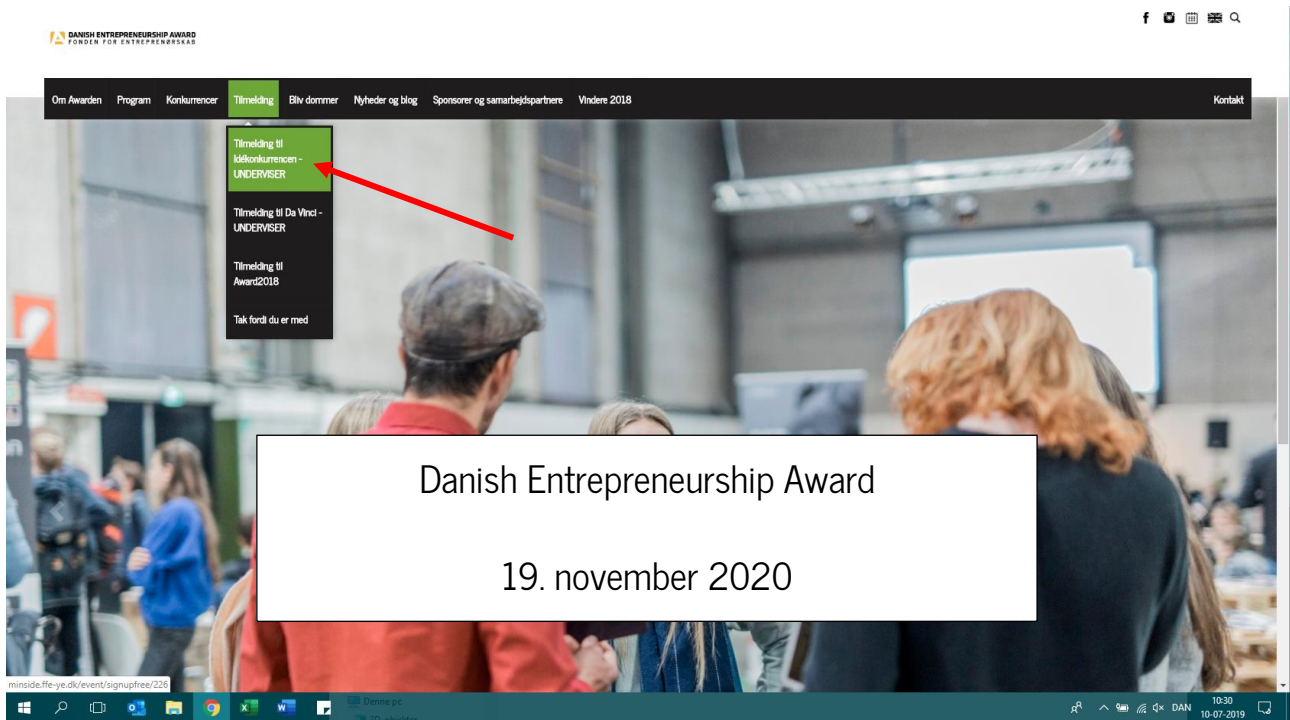 DANISH ENTREPRENEURSHIP AWARD
FONDEN FOR ENTREPRENØRSKAB
Om Awarden Program Konkurrencer Tilmelding Bliv dommer Nyheder og blog Sponsorer og samarbejdspartnere Vindere 2018 Kontakt
Tilmelding til
Idékonkurrencen -
UNDERVISER
Tilmelding til Da Vinci -
UNDERVISER
Tilmelding til
Award2018
Tak fordi du er med
Danish Entrepreneurship Award
19. november 2020
minside.ffe-ye.dk/event/signupfree/226
Denne pc
DAN
10:30
10-07-2019